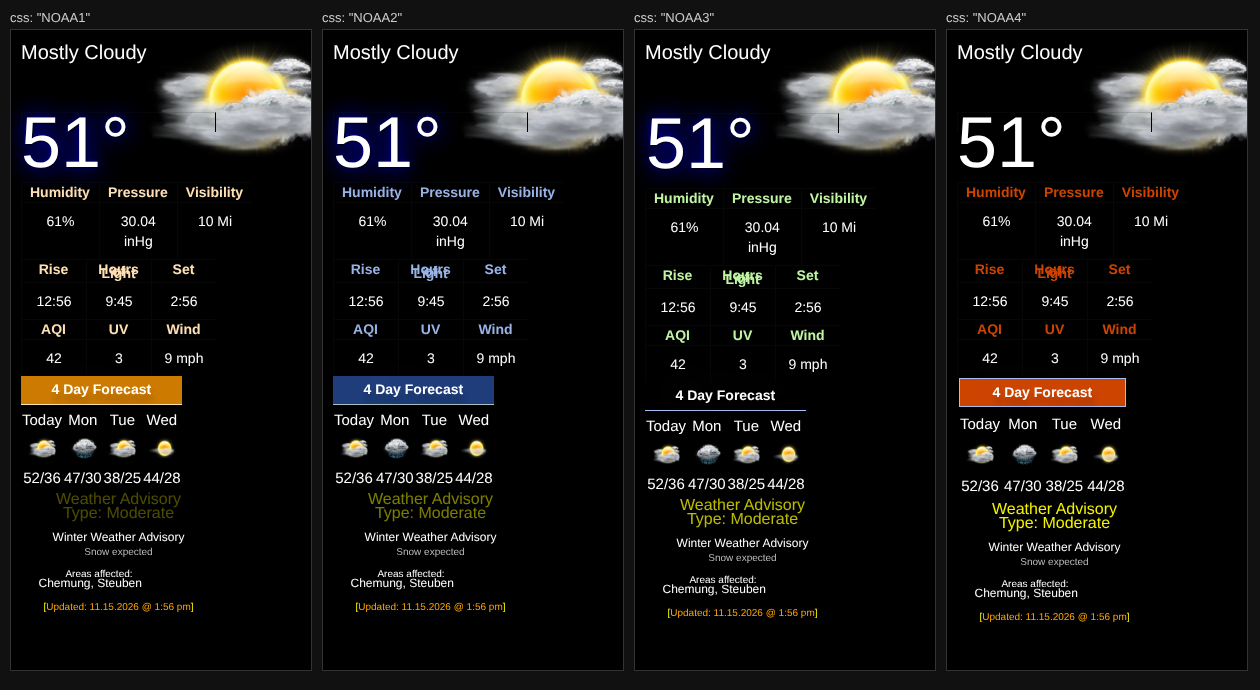 css: "NOAA1"
Mostly Cloudy
51°
Humidity Pressure Visibility
61% 30.04 inHg 10 Mi
Rise Hours Light Set
12:56 9:45 2:56
AQI UV Wind
42 3 9 mph
4 Day Forecast
Today Mon Tue Wed
52/36 47/30 38/25 44/28
Weather Advisory
Type: Moderate
Winter Weather Advisory
Snow expected
Areas affected:
Chemung, Steuben
[Updated: 11.15.2026 @ 1:56 pm]
css: "NOAA2"
Mostly Cloudy
51°
Humidity Pressure Visibility
61% 30.04 inHg 10 Mi
Rise Hours Light Set
12:56 9:45 2:56
AQI UV Wind
42 3 9 mph
4 Day Forecast
Today Mon Tue Wed
52/36 47/30 38/25 44/28
Weather Advisory
Type: Moderate
Winter Weather Advisory
Snow expected
Areas affected:
Chemung, Steuben
[Updated: 11.15.2026 @ 1:56 pm]
css: "NOAA3"
Mostly Cloudy
51°
Humidity Pressure Visibility
61% 30.04 inHg 10 Mi
Rise Hours Light Set
12:56 9:45 2:56
AQI UV Wind
42 3 9 mph
4 Day Forecast
Today Mon Tue Wed
52/36 47/30 38/25 44/28
Weather Advisory
Type: Moderate
Winter Weather Advisory
Snow expected
Areas affected:
Chemung, Steuben
[Updated: 11.15.2026 @ 1:56 pm]
css: "NOAA4"
Mostly Cloudy
51°
Humidity Pressure Visibility
61% 30.04 inHg 10 Mi
Rise Hours Light Set
12:56 9:45 2:56
AQI UV Wind
42 3 9 mph
4 Day Forecast
Today Mon Tue Wed
52/36 47/30 38/25 44/28
Weather Advisory
Type: Moderate
Winter Weather Advisory
Snow expected
Areas affected:
Chemung, Steuben
[Updated: 11.15.2026 @ 1:56 pm]